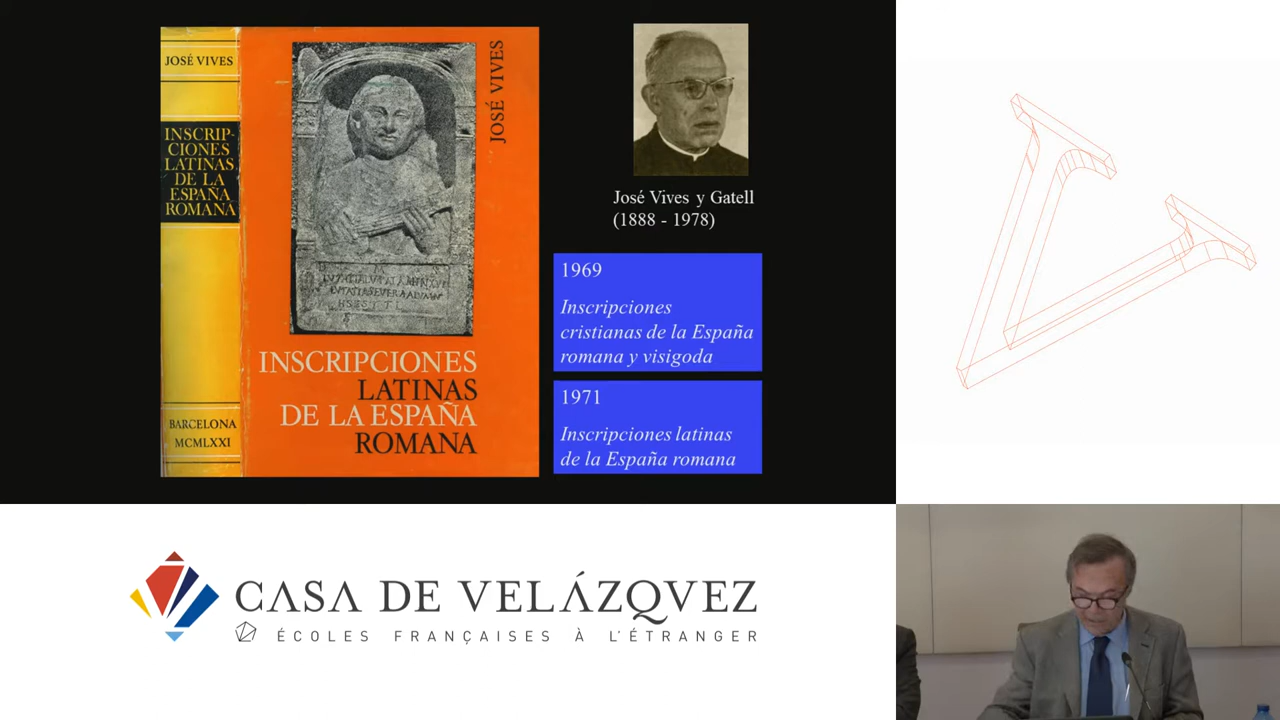 JOSÉ VIVES
INSCRIP-
CIONES
LATINAS
DE LA
ESPAÑA
ROMANA
BARCELONA
MCMLXXI
JOSÉ VIVES
INSCRIPCIONES
LATINAS
DE LA ESPAÑA
ROMANA
José Vives y Gatell
(1888 - 1978)
1969
Inscripciones
cristianas de la España
romana y visigoda
1971
Inscripciones latinas
de la España romana
CASA DE VELÁZQVEZ
ÉCOLES FRANÇAISES À L'ÉTRANGER